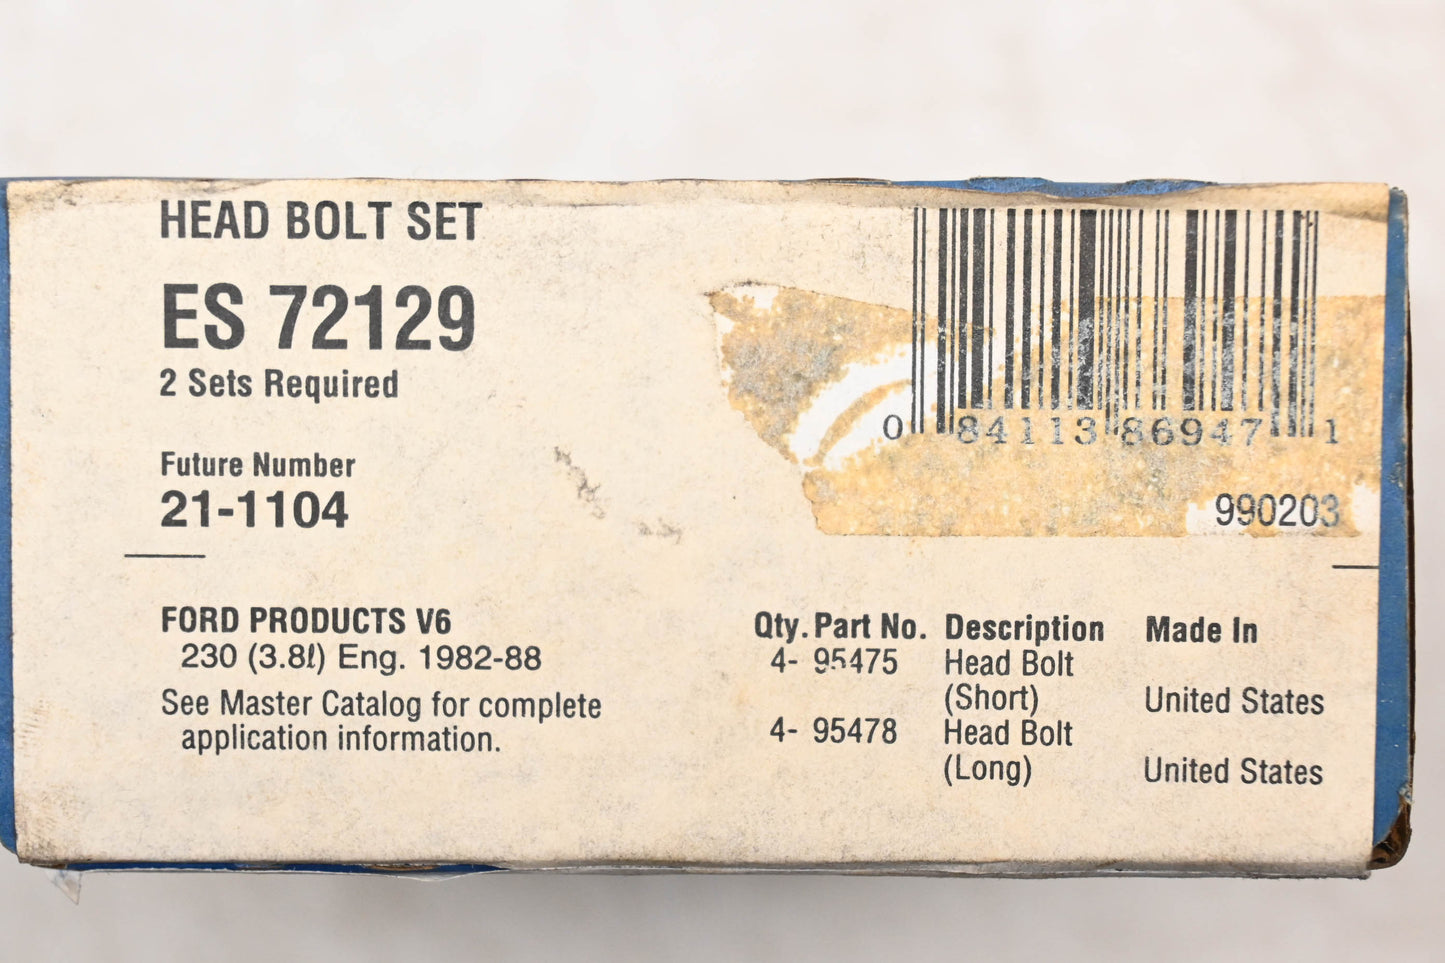 HEAD BOLT SET
ES 72129
2 Sets Required
Future Number
21-1104
0 84113 86947 1
990203
FORD PRODUCTS V6
230 (3.8ℓ) Eng. 1982-88
See Master Catalog for complete
application information.
Qty. Part No. Description Made In
4- 95475 Head Bolt
(Short) United States
4- 95478 Head Bolt
(Long) United States